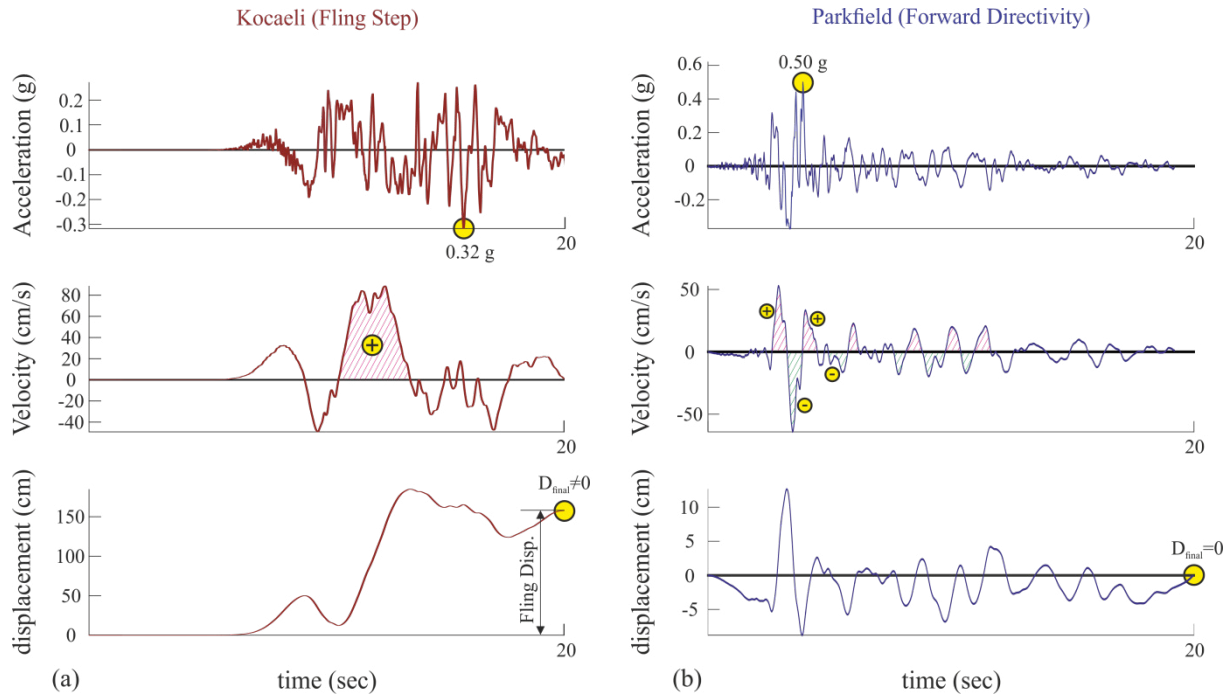 Kocaeli (Fling Step)
Acceleration (g)
0.2
0.1
0
-0.1
-0.2
-0.3
0.32 g
20
Velocity (cm/s)
80
60
40
20
0
-20
-40
+
20
displacement (cm)
150
100
50
0
Dfinal≠0
Fling Disp.
20
(a)
time (sec)
Parkfield (Forward Directivity)
Acceleration (g)
0.6
0.4
0.2
0
-0.2
0.50 g
20
Velocity (cm/s)
50
0
-50
+
+
-
-
20
displacement (cm)
10
5
0
-5
Dfinal=0
20
(b)
time (sec)